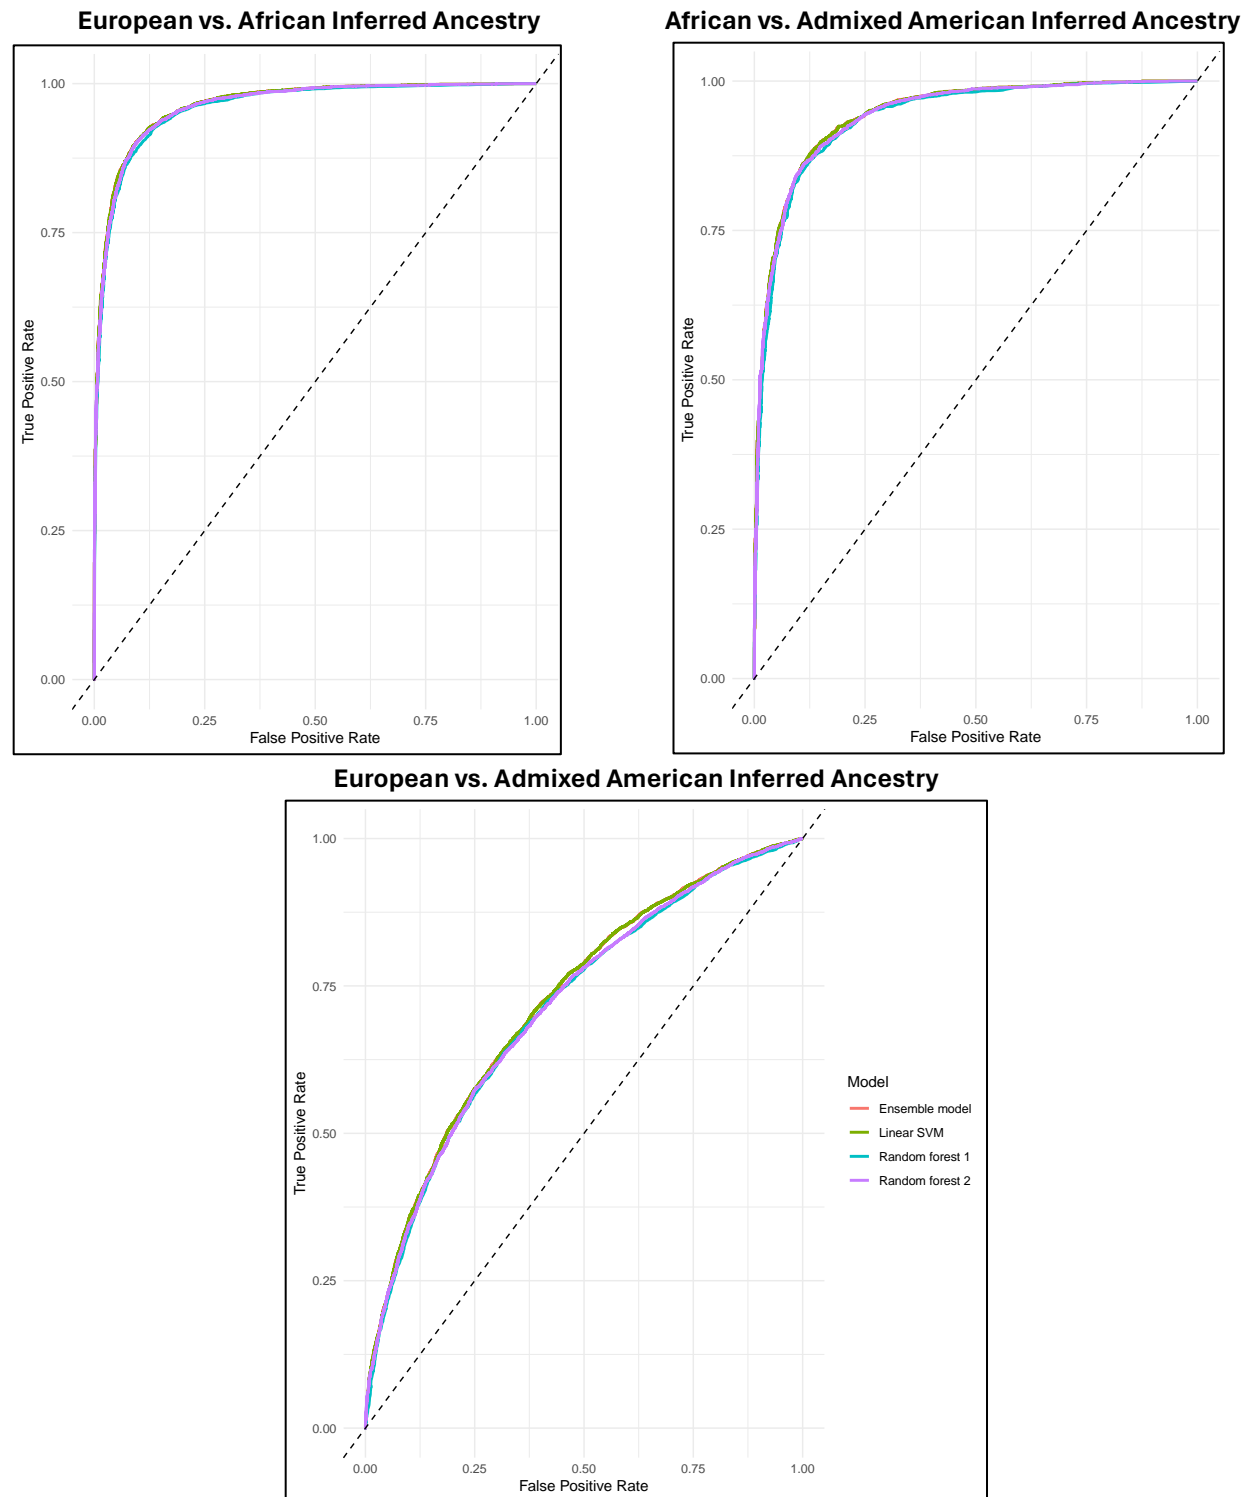 European vs. African Inferred Ancestry
1.00
0.75
0.50
0.25
0.00
True Positive Rate
0.00 0.25 0.50 0.75 1.00
False Positive Rate
African vs. Admixed American Inferred Ancestry
1.00
0.75
0.50
0.25
0.00
True Positive Rate
0.00 0.25 0.50 0.75 1.00
False Positive Rate
European vs. Admixed American Inferred Ancestry
1.00
0.75
0.50
0.25
0.00
True Positive Rate
0.00 0.25 0.50 0.75 1.00
False Positive Rate
Model
Ensemble model
Linear SVM
Random forest 1
Random forest 2